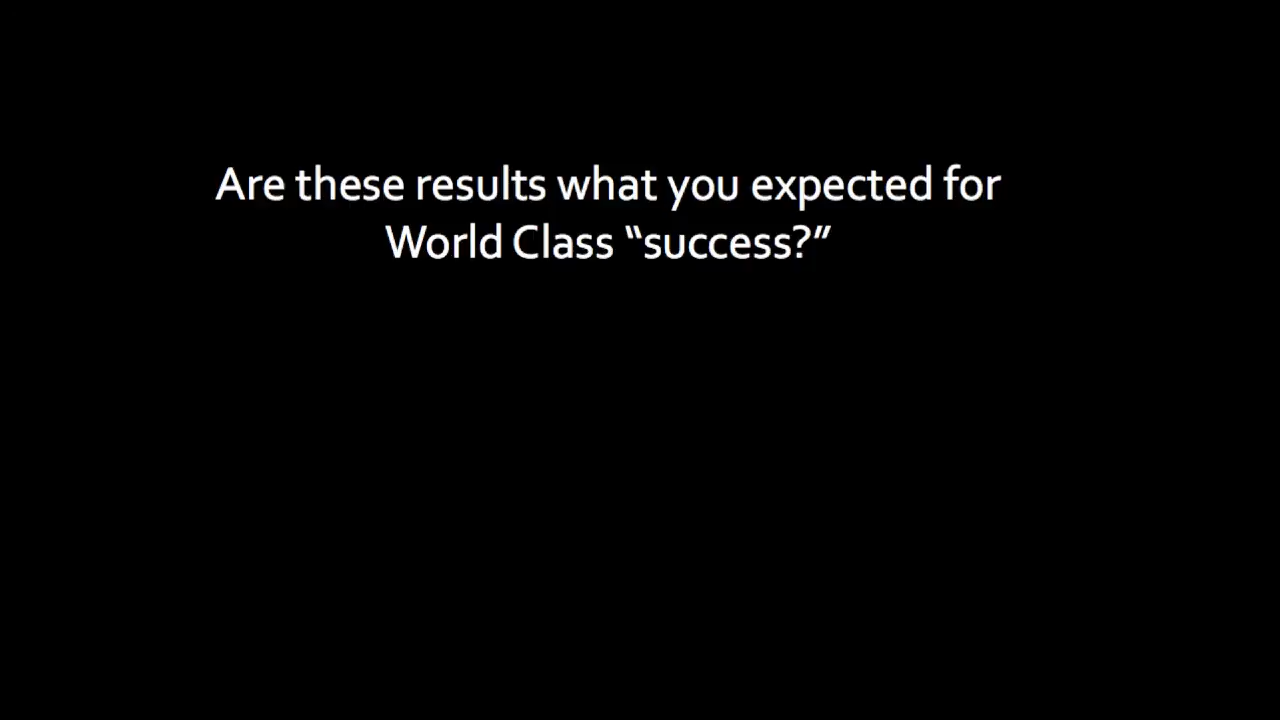 Are these results what you expected for
World Class “success?”